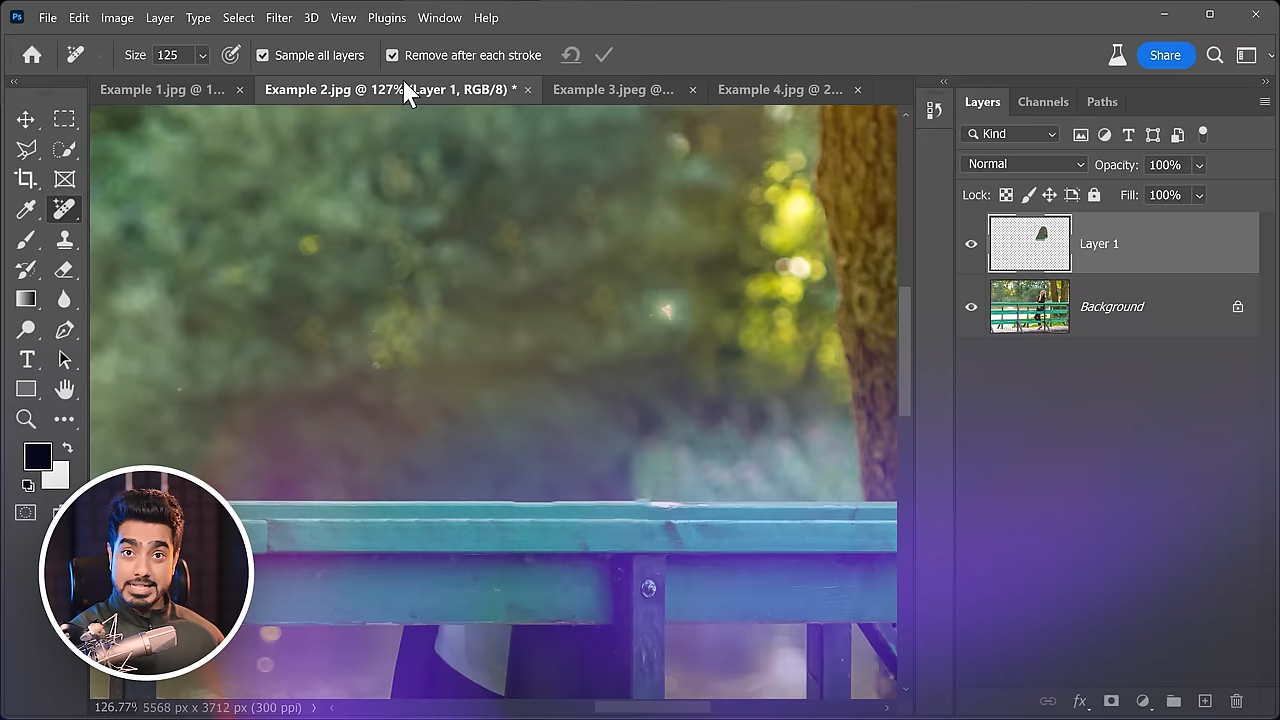 Ps File Edit Image Layer Type Select Filter 3D View Plugins Window Help
Size 125 Sample all layers Remove after each stroke Share
Example 1.jpg @ 1... Example 2.jpg @ 127% (Layer 1, RGB/8) * Example 3.jpeg @... Example 4.jpg @ 2...
Layers Channels Paths
Kind
Normal Opacity: 100%
Lock: Fill: 100%
Layer 1
Background
126.77% 5568 px x 3712 px (300 ppi)
fx